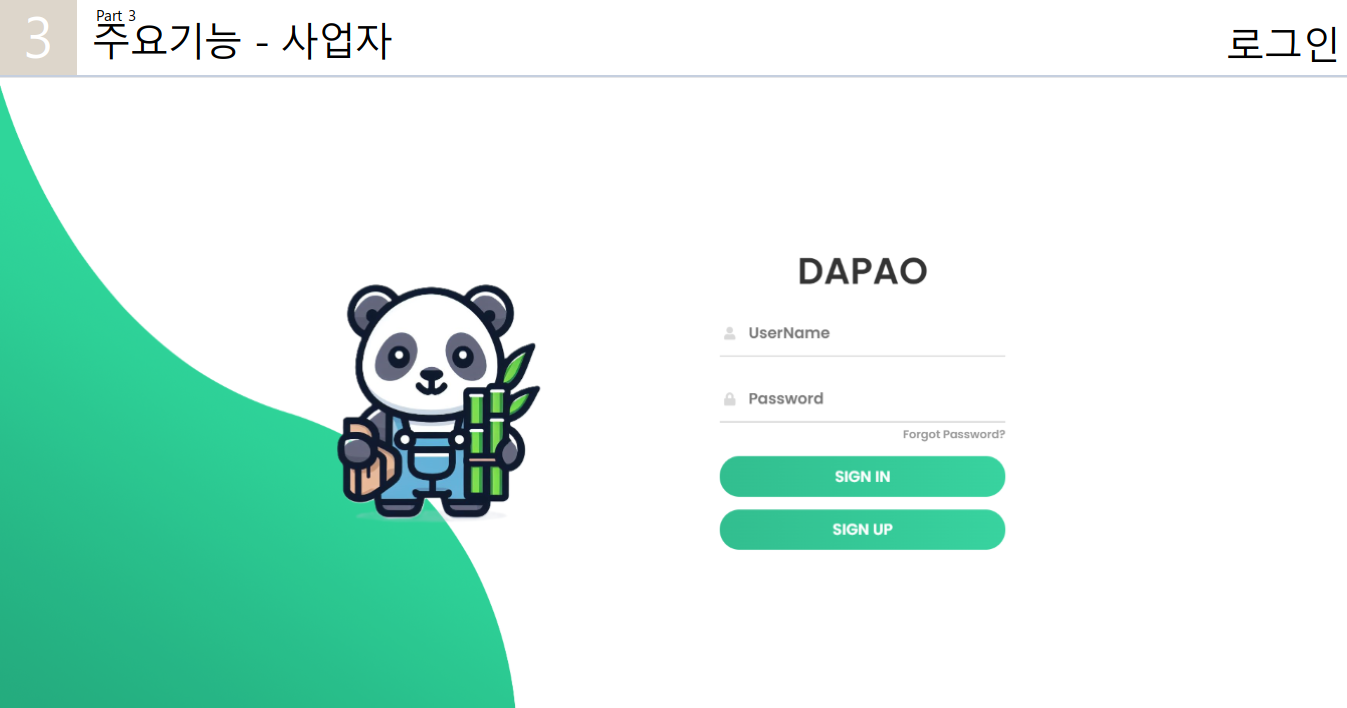 3
Part 3
주요기능 - 사업자
로그인
DAPAO
UserName
Password
Forgot Password?
SIGN IN
SIGN UP